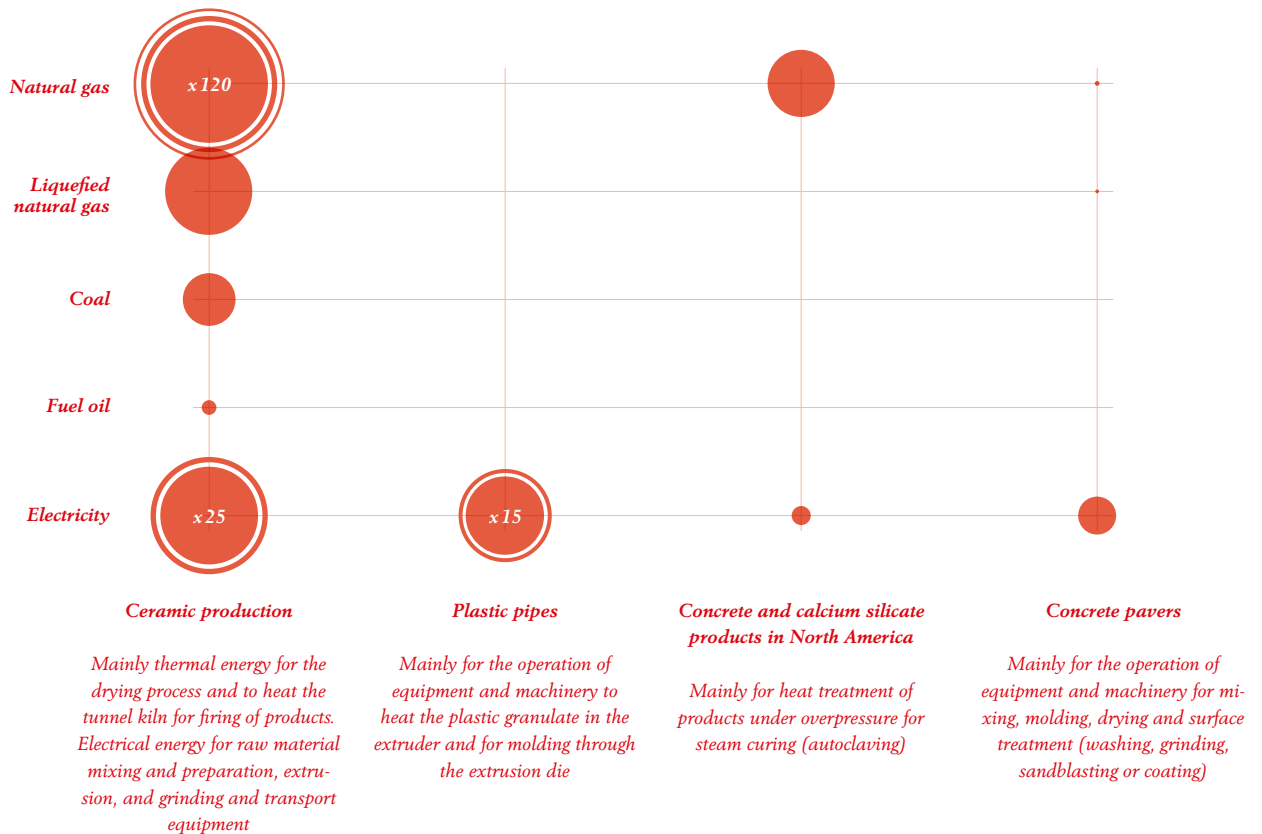 x 120
Natural gas
Liquefied
natural gas
Coal
Fuel oil
Electricity
x 25
x 15
Ceramic production
Mainly thermal energy for the
drying process and to heat the
tunnel kiln for firing of products.
Electrical energy for raw material
mixing and preparation, extru-
sion, and grinding and transport
equipment
Plastic pipes
Mainly for the operation of
equipment and machinery to
heat the plastic granulate in the
extruder and for molding through
the extrusion die
Concrete and calcium silicate
products in North America
Mainly for heat treatment of
products under overpressure for
steam curing (autoclaving)
Concrete pavers
Mainly for the operation of
equipment and machinery for mi-
xing, molding, drying and surface
treatment (washing, grinding,
sandblasting or coating)